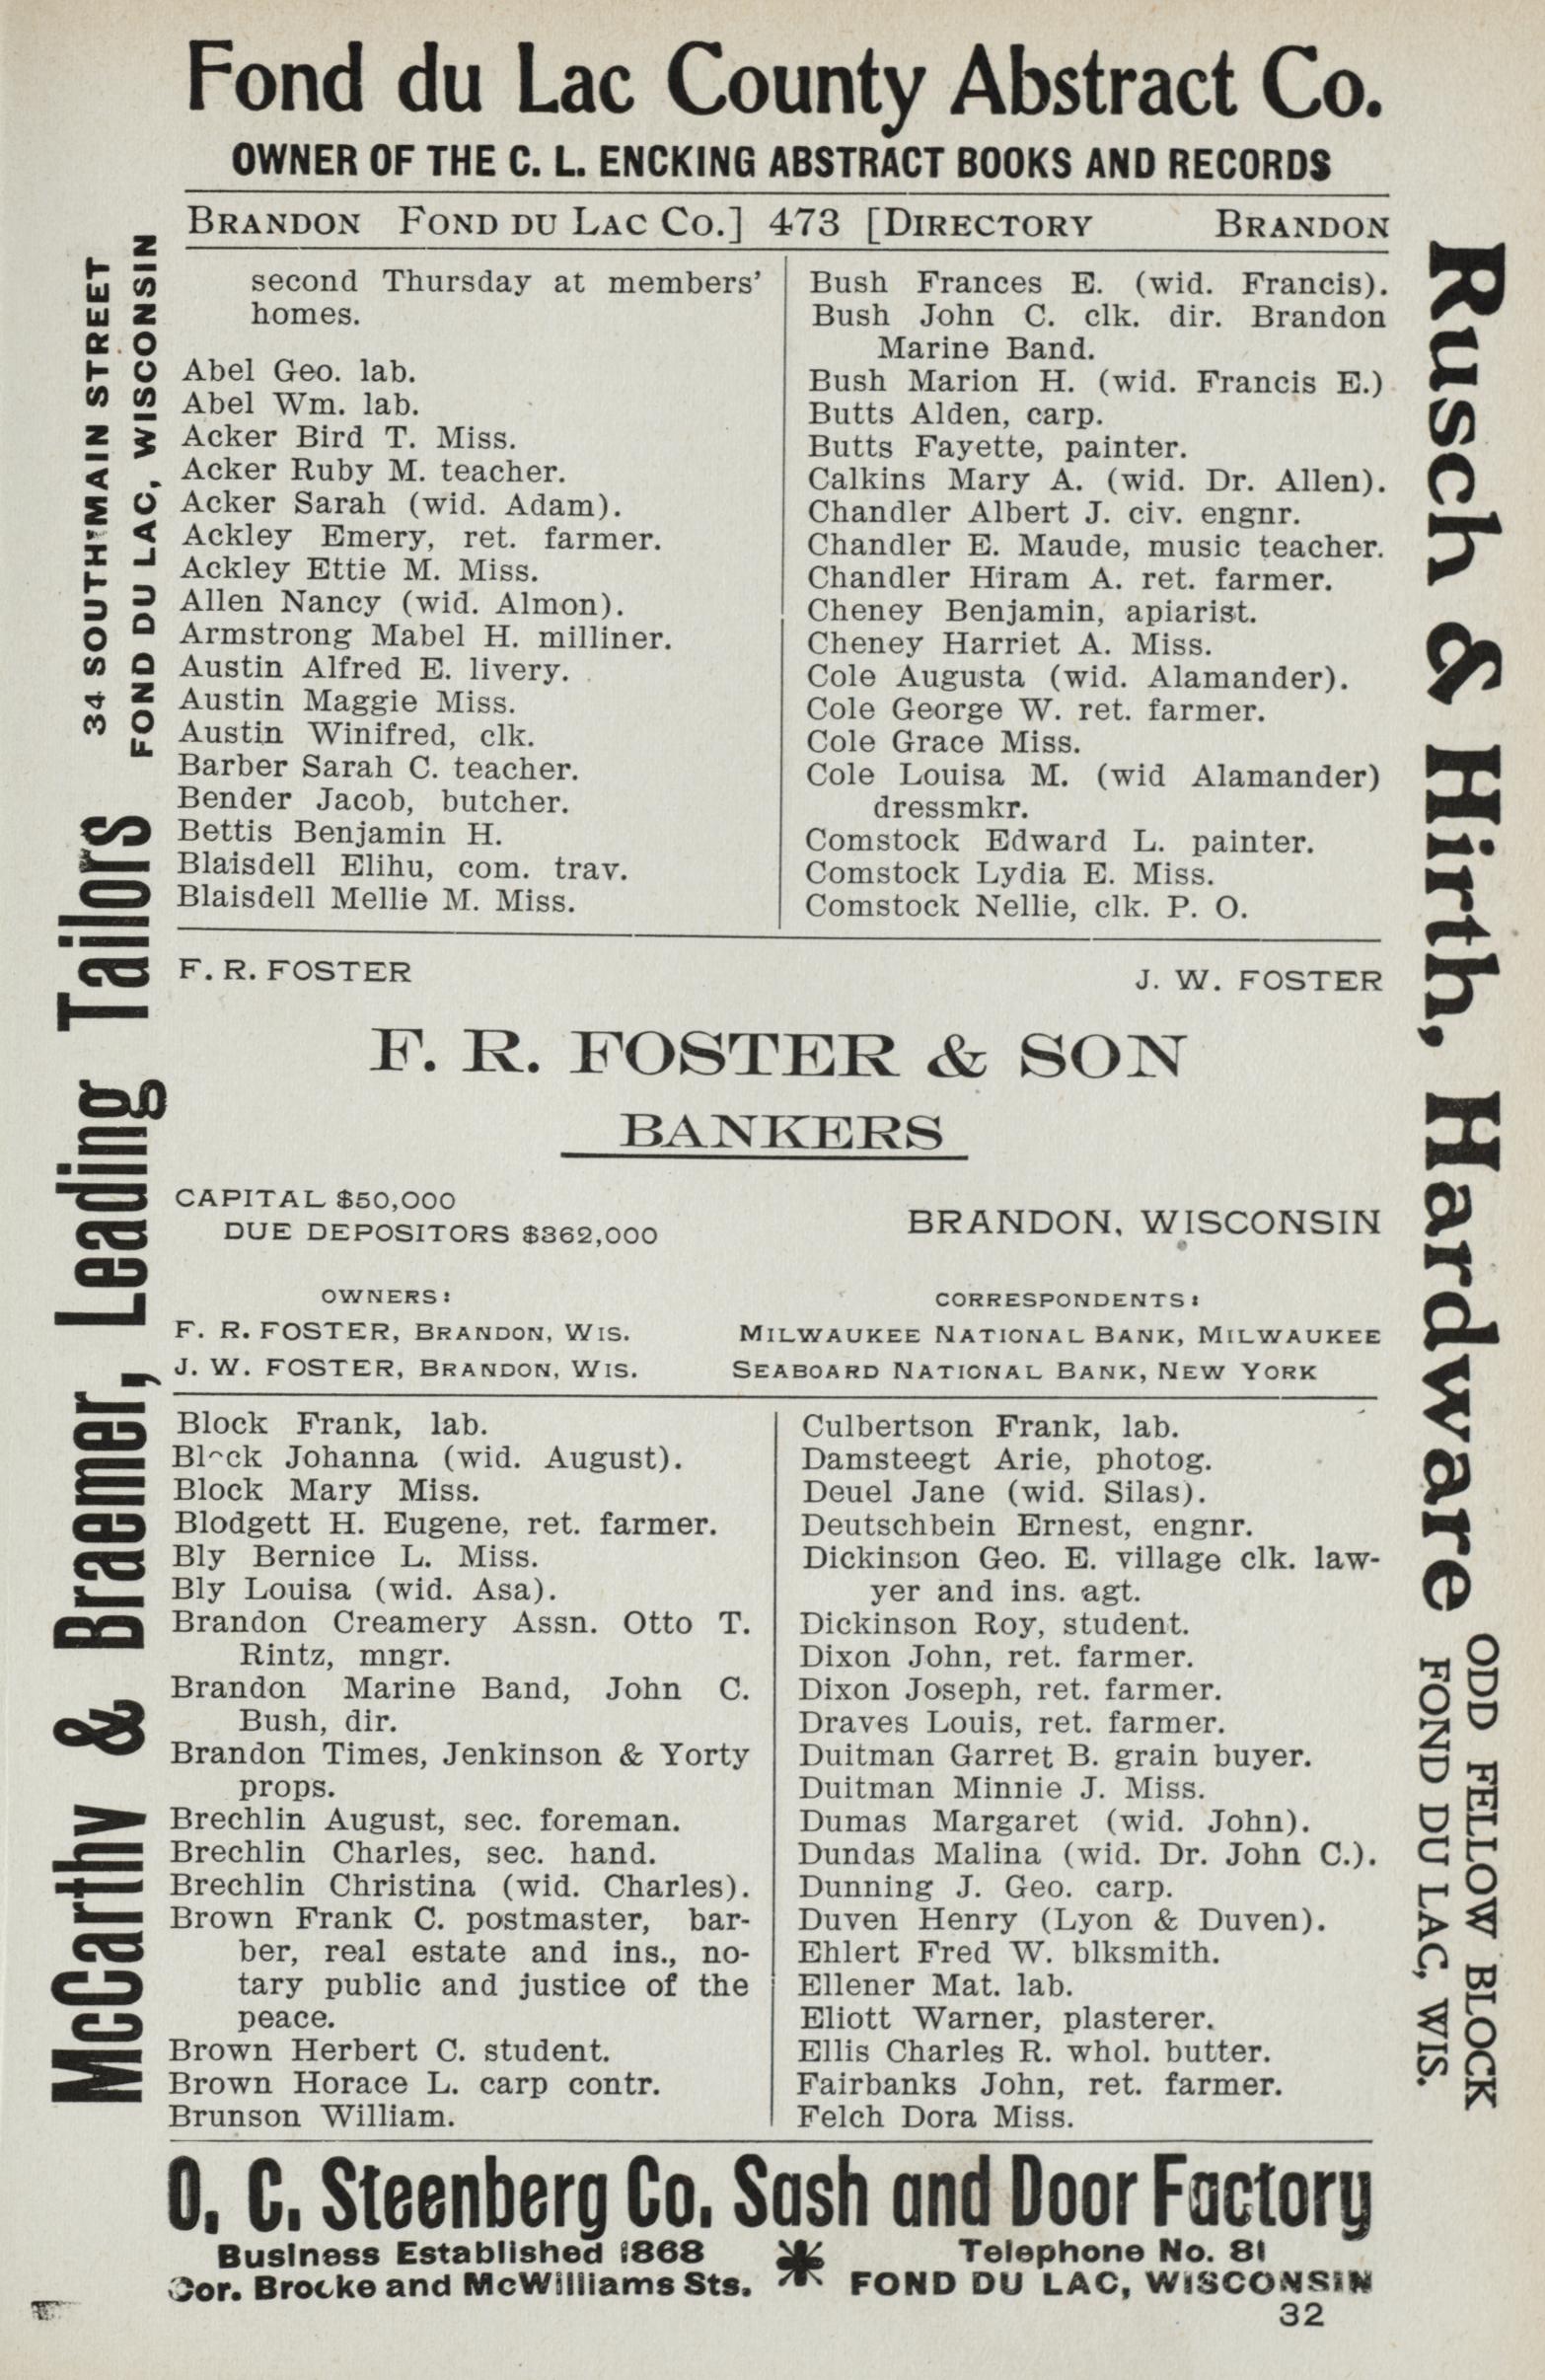 Fond du Lac County Abstract Co.
OWNER OF THE C. L. ENCKING ABSTRACT BOOKS AND RECORDS
BRANDON FOND DU LAC CO.] 473 [DIRECTORY BRANDON
second Thursday at members'
homes.
Abel Geo. lab.
Abel Wm. lab.
Acker Bird T. Miss.
Acker Ruby M. teacher.
Acker Sarah (wid. Adam).
Ackley Emery, ret. farmer.
Ackley Ettie M. Miss.
Allen Nancy (wid. Almon).
Armstrong Mabel H. milliner.
Austin Alfred E. livery.
Austin Maggie Miss.
Austin Winifred, clk.
Barber Sarah C. teacher.
Bender Jacob, butcher.
Bettis Benjamin H.
Blaisdell Elihu, com. trav.
Blaisdell Mellie M. Miss.
Bush Frances E. (wid. Francis).
Bush John C. clk. dir. Brandon
Marine Band.
Bush Marion H. (wid. Francis E.)
Butts Alden, carp.
Butts Fayette, painter.
Calkins Mary A. (wid. Dr. Allen).
Chandler Albert J. civ. engnr.
Chandler E. Maude, music teacher.
Chandler Hiram A. ret. farmer.
Cheney Benjamin, apiarist.
Cheney Harriet A. Miss.
Cole Augusta (wid. Alamander).
Cole George W. ret. farmer.
Cole Grace Miss.
Cole Louisa M. (wid Alamander)
dressmkr.
Comstock Edward L. painter.
Comstock Lydia E. Miss.
Comstock Nellie, clk. P. O.
F. R. FOSTER J. W. FOSTER
F. R. FOSTER & SON
BANKERS
CAPITAL $50,000
DUE DEPOSITORS $362,000
BRANDON, WISCONSIN
OWNERS:
F. R. FOSTER, BRANDON, WIS.
J. W. FOSTER, BRANDON, WIS.
CORRESPONDENTS:
MILWAUKEE NATIONAL BANK, MILWAUKEE
SEABOARD NATIONAL BANK, NEW YORK
Block Frank, lab.
Bl^ck Johanna (wid. August).
Block Mary Miss.
Blodgett H. Eugene, ret. farmer.
Bly Bernice L. Miss.
Bly Louisa (wid. Asa).
Brandon Creamery Assn. Otto T.
Rintz, mngr.
Brandon Marine Band, John C.
Bush, dir.
Brandon Times, Jenkinson & Yorty
props.
Brechlin August, sec. foreman.
Brechlin Charles, sec. hand.
Brechlin Christina (wid. Charles).
Brown Frank C. postmaster, bar-
ber, real estate and ins., no-
tary public and justice of the
peace.
Brown Herbert C. student.
Brown Horace L. carp contr.
Brunson William.
Culbertson Frank, lab.
Damsteegt Arie, photog.
Deuel Jane (wid. Silas).
Deutschbein Ernest, engnr.
Dickinson Geo. E. village clk. law-
yer and ins. agt.
Dickinson Roy, student.
Dixon John, ret. farmer.
Dixon Joseph, ret. farmer.
Draves Louis, ret. farmer.
Duitman Garret B. grain buyer.
Duitman Minnie J. Miss.
Dumas Margaret (wid. John).
Dundas Malina (wid. Dr. John C.).
Dunning J. Geo. carp.
Duven Henry (Lyon & Duven).
Ehlert Fred W. blksmith.
Ellener Mat. lab.
Eliott Warner, plasterer.
Ellis Charles R. whol. butter.
Fairbanks John, ret. farmer.
Felch Dora Miss.
O. C. Steenberg Co. Sash and Door Factory
Business Established 1868
Cor. Brocke and McWilliams Sts.
Telephone No. 81
FOND DU LAC, WISCONSIN
32
McCarthy & Braemer, Leading Tailors
34 SOUTH MAIN STREET
FOND DU LAC, WISCONSIN
Rusch & Hirth, Hardware
ODD FELLOW BLOCK
FOND DU LAC, WIS.